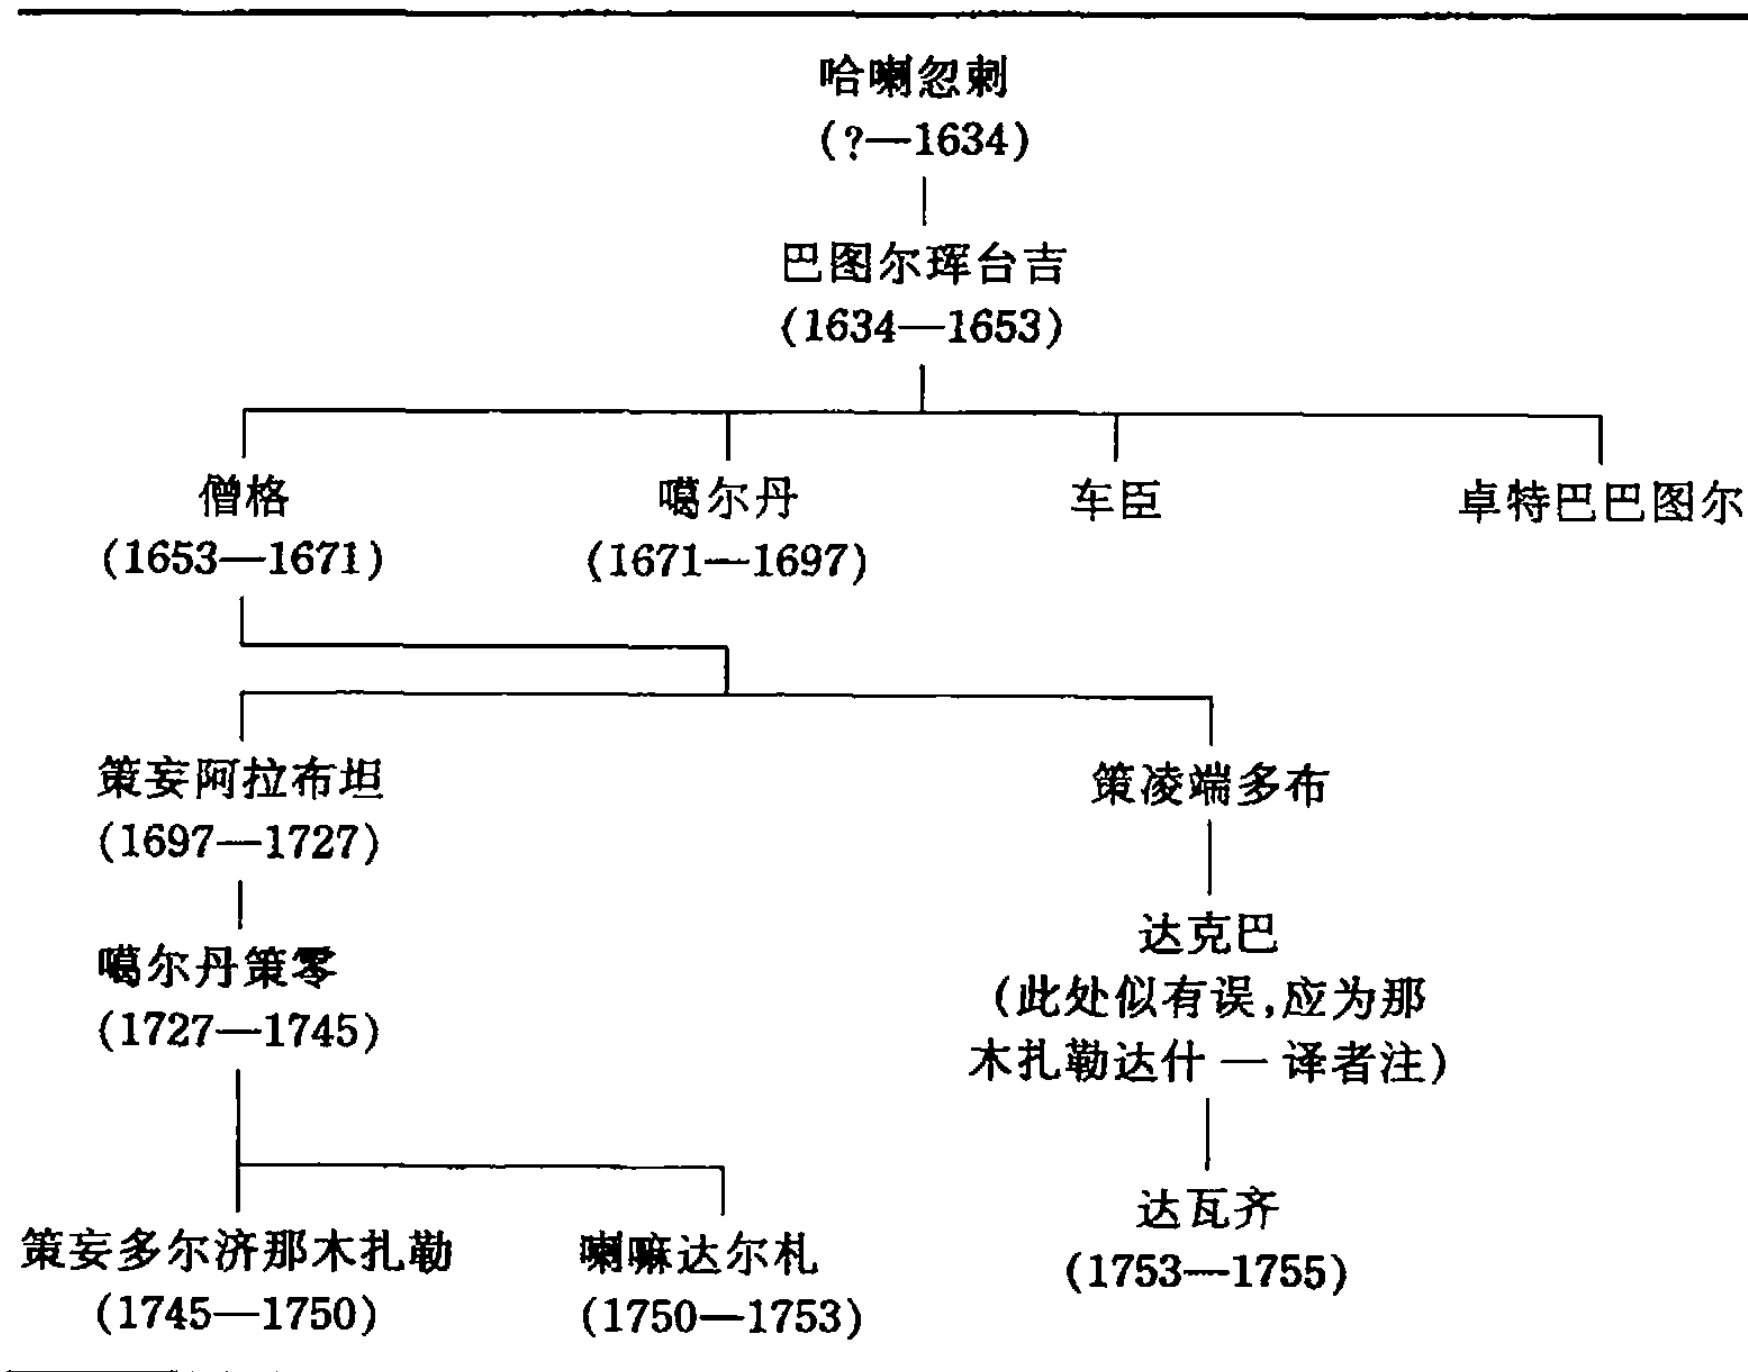 哈喇忽剌
(?—1634)
巴图尔珲台吉
(1634—1653)
僧格
噶尔丹
车臣
卓特巴巴图尔
(1653—1671)
(1671—1697)
策妄阿拉布坦
(1697—1727)
策凌端多布
噶尔丹策零
(1727—1745)
达克巴
(此处似有误,应为那
木扎勒达什 — 译者注)
策妄多尔济那木扎勒
(1745—1750)
喇嘛达尔札
(1750—1753)
达瓦齐
(1753—1755)